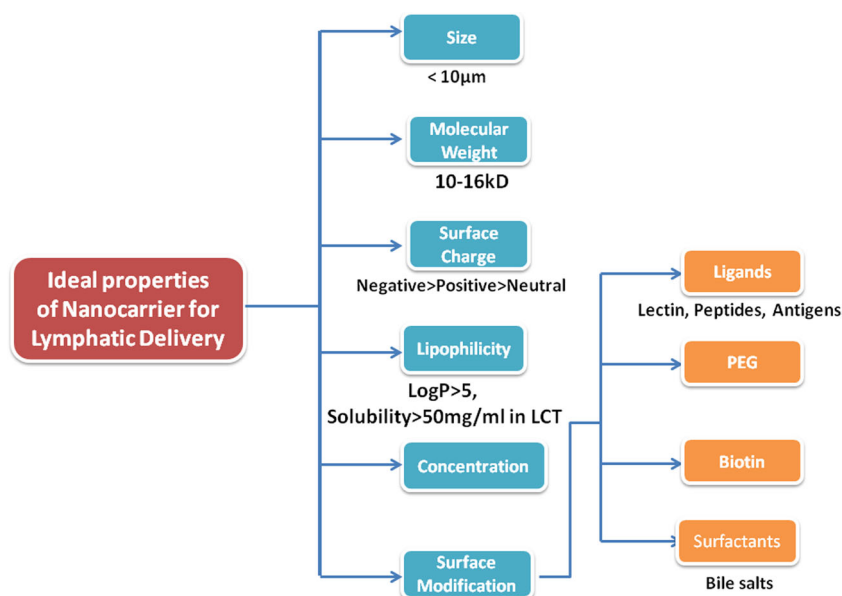 Ideal properties
of Nanocarrier for
Lymphatic Delivery
Size
< 10µm
Molecular
Weight
10-16kD
Surface
Charge
Negative>Positive>Neutral
Lipophilicity
LogP>5,
Solubility>50mg/ml in LCT
Concentration
Surface
Modification
Ligands
Lectin, Peptides, Antigens
PEG
Biotin
Surfactants
Bile salts